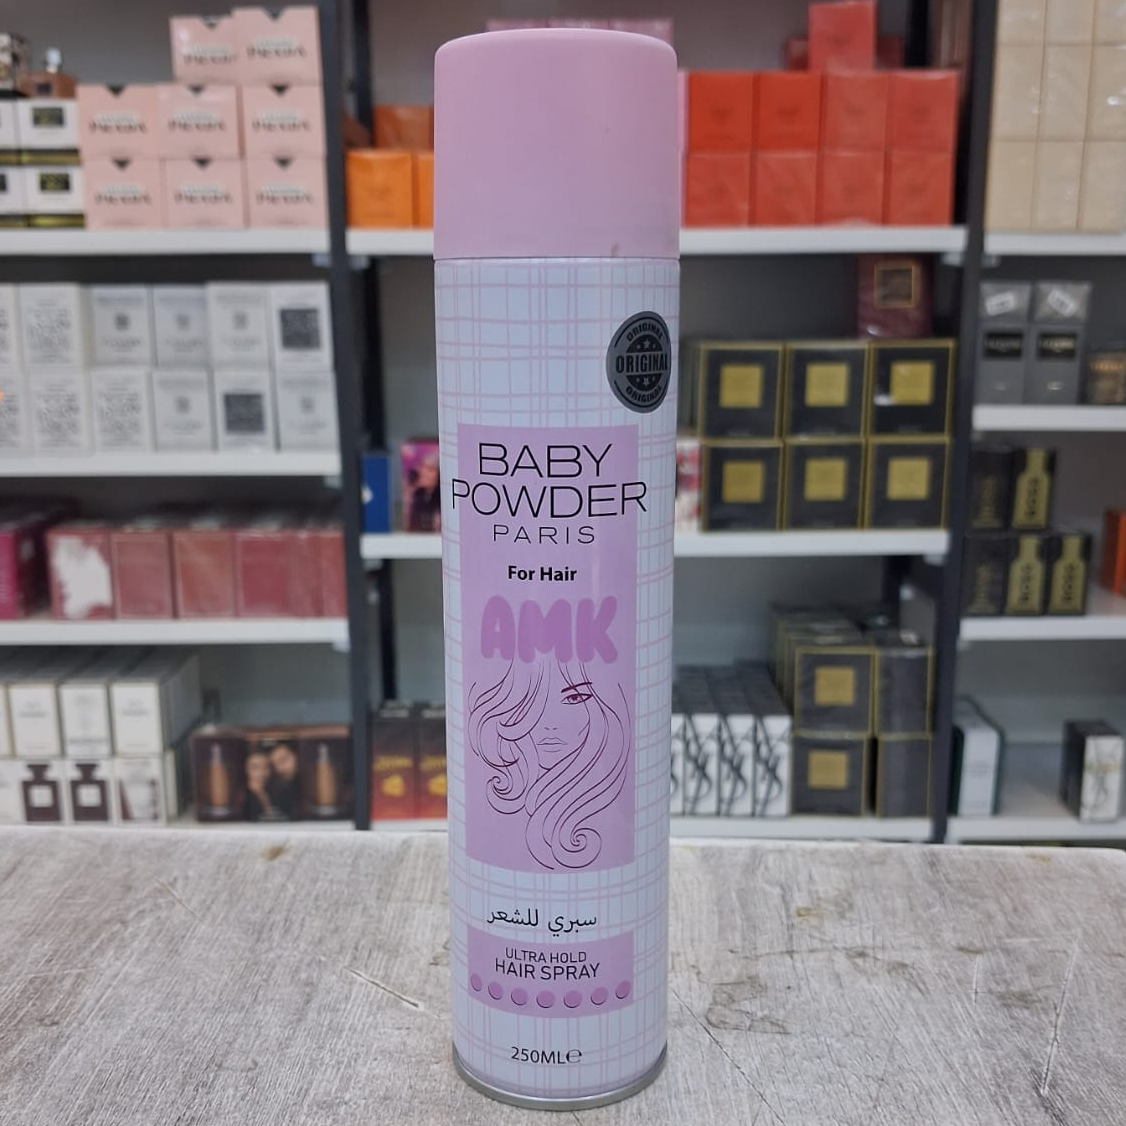 ORIGINAL
ORIGINAL
ORIGINAL
BABY
POWDER
PARIS
For Hair
AMK
سبري للشعر
ULTRA HOLD
HAIR SPRAY
250ML℮